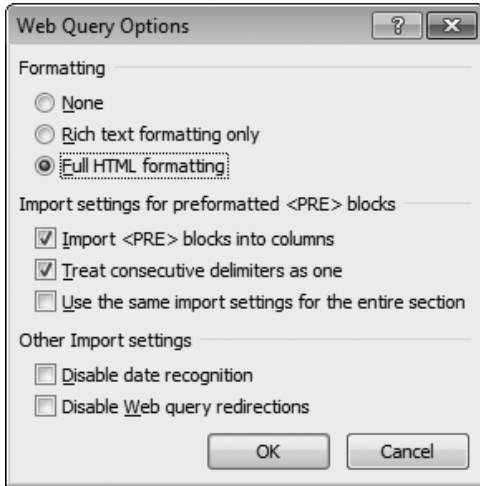 Web Query Options
?
X
Formatting
None
Rich text formatting only
Full HTML formatting
Import settings for preformatted <PRE> blocks
Import <PRE> blocks into columns
Treat consecutive delimiters as one
Use the same import settings for the entire section
Other Import settings
Disable date recognition
Disable Web query redirections
OK
Cancel